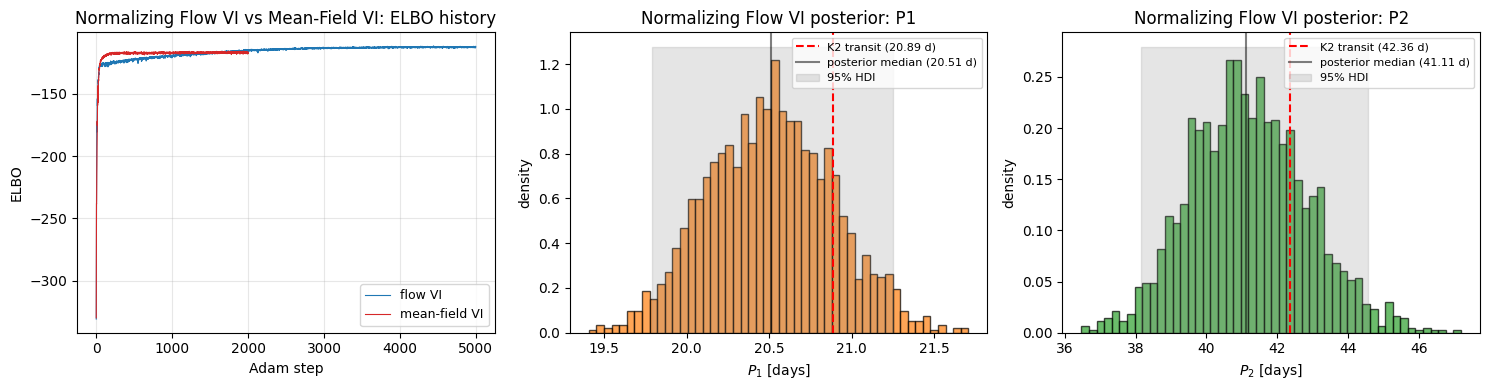 Normalizing Flow VI vs Mean-Field VI: ELBO history
ELBO
−150
−200
−250
−300
0
1000
2000
3000
4000
5000
Adam step
flow VI
mean-field VI
Normalizing Flow VI posterior: P1
density
1.2
1.0
0.8
0.6
0.4
0.2
0.0
19.5
20.0
20.5
21.0
21.5
P1 [days]
K2 transit (20.89 d)
posterior median (20.51 d)
95% HDI
Normalizing Flow VI posterior: P2
density
0.25
0.20
0.15
0.10
0.05
0.00
36
38
40
42
44
46
P2 [days]
K2 transit (42.36 d)
posterior median (41.11 d)
95% HDI